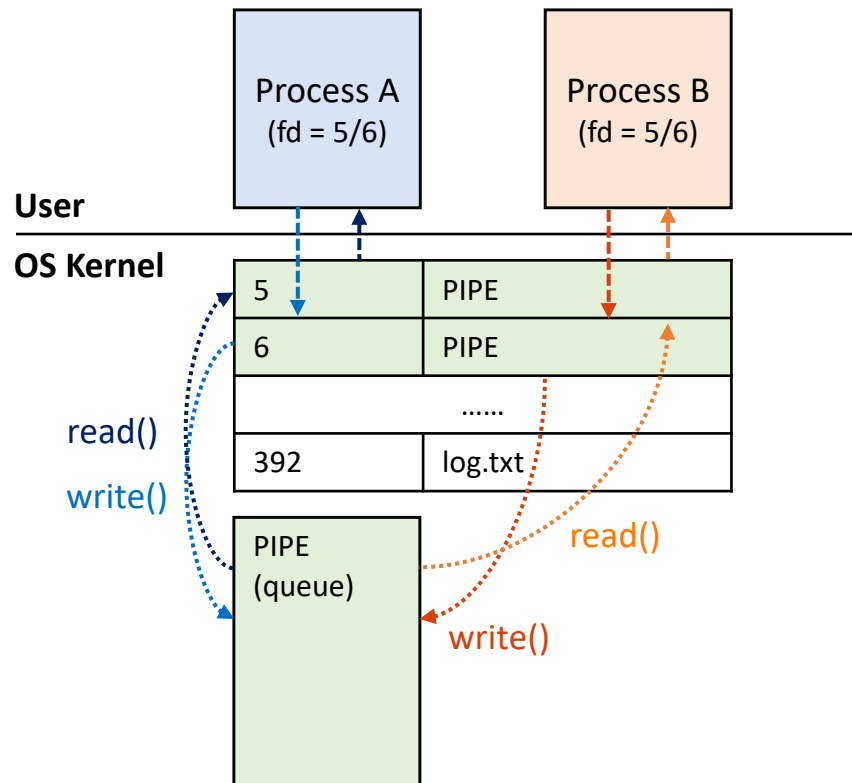 Process A
(fd = 5/6)
Process B
(fd = 5/6)
User
OS Kernel
5 PIPE
6 PIPE
......
392 log.txt
read()
write()
PIPE
(queue)
read()
write()